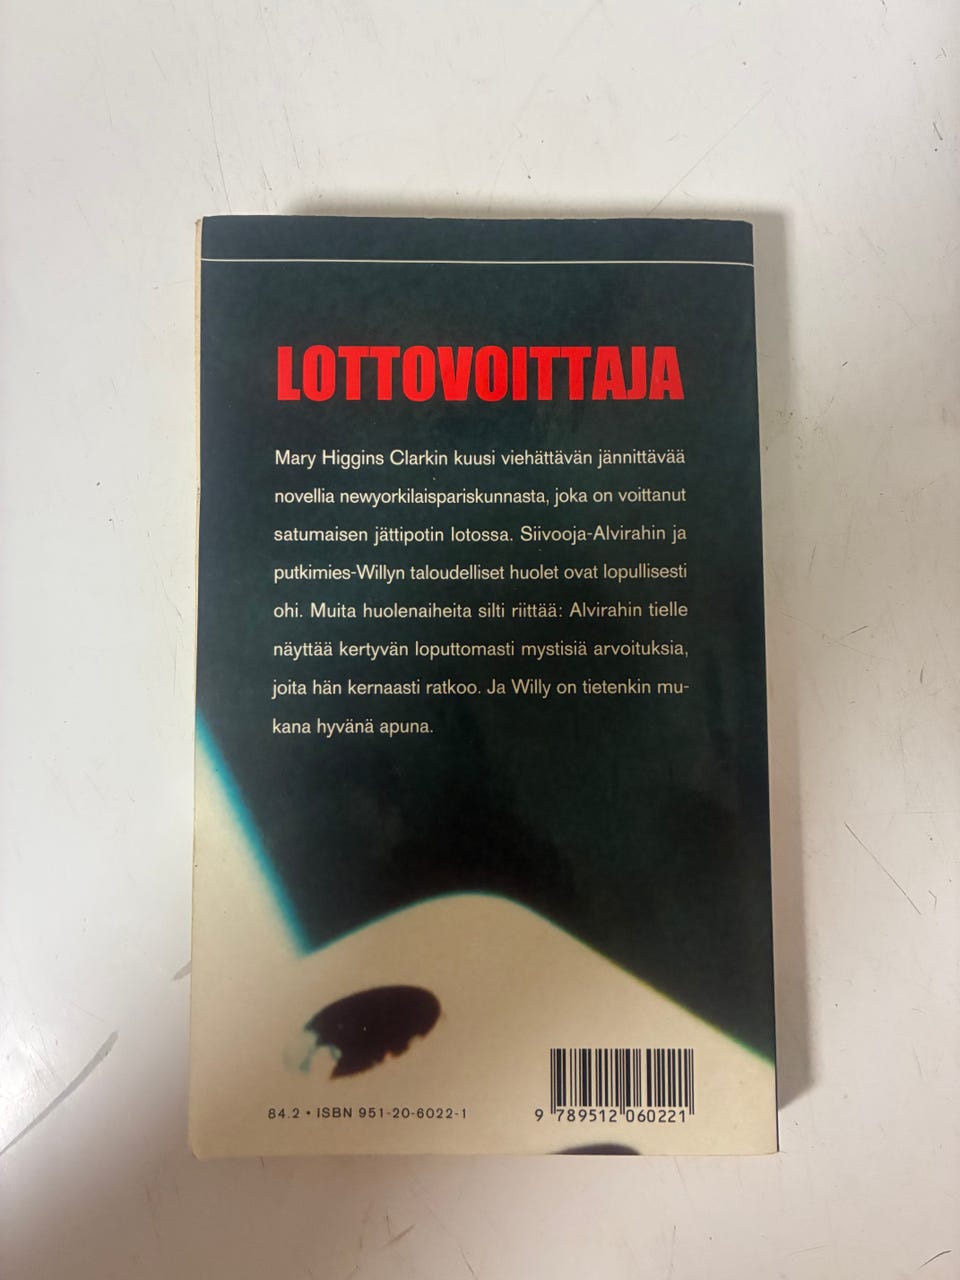 LOTTOVOITTAJA
Mary Higgins Clarkin kuusi viehättävän jännittävää
novellia newyorkilaispariskunnasta, joka on voittanut
satumaisen jättipotin lotossa. Siivooja-Alvirahin ja
putkimies-Willyn taloudelliset huolet ovat lopullisesti
ohi. Muita huolenaiheita silti riittää: Alvirahin tielle
näyttää kertyvän loputtomasti mystisiä arvoituksia,
joita hän kernaasti ratkoo. Ja Willy on tietenkin mu-
kana hyvänä apuna.
84.2 • ISBN 951-20-6022-1
9 789512 060221